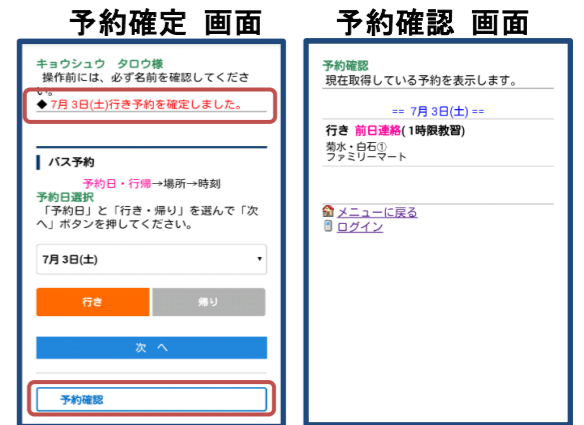 予約確定 画面
キョウシュウ タロウ様
操作前には、必ず名前を確認してくださ
い。
◆ 7月 3日(土)行き予約を確定しました。
バス予約
予約日・行帰→場所→時刻
予約日選択
「予約日」と「行き・帰り」を選んで「次
へ」ボタンを押してください。
7月 3日(土)
行き 帰り
次 へ
予約確認
予約確認 画面
予約確認
現在取得している予約を表示します。
== 7月 3日(土) ==
行き 前日連絡(1時限教習)
菊水・白石①
ファミリーマート
メニューに戻る
ログイン